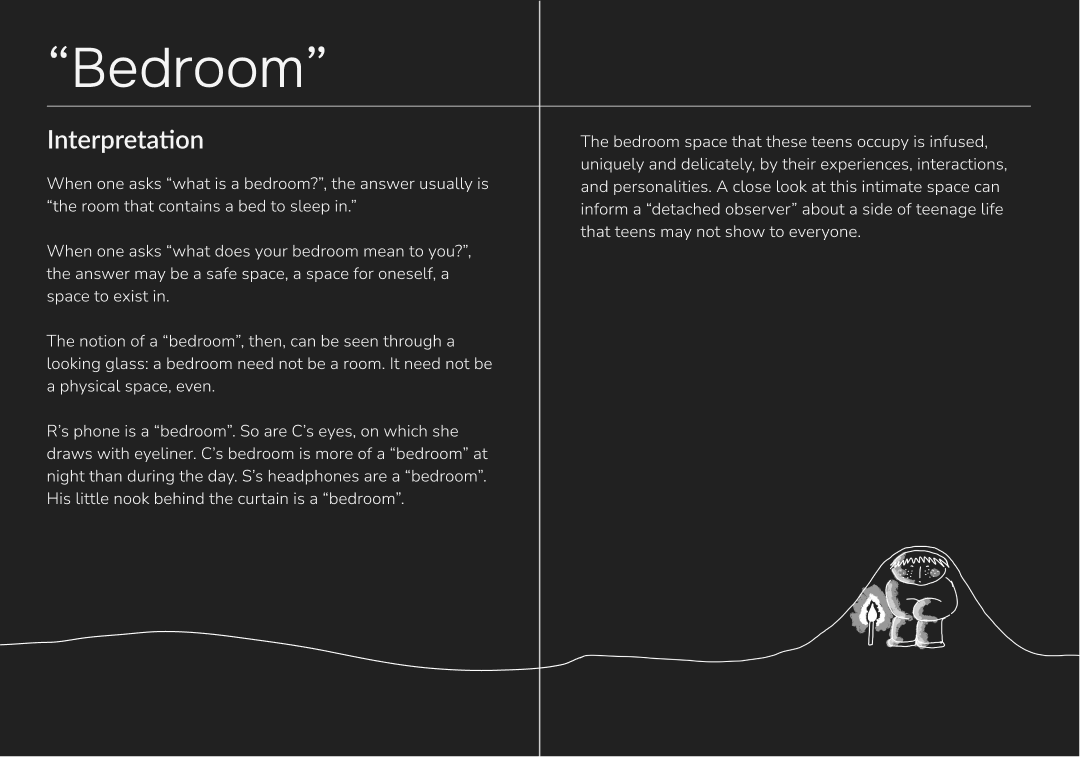 “Bedroom”
Interpretation
When one asks “what is a bedroom?”, the answer usually is
“the room that contains a bed to sleep in.”
When one asks “what does your bedroom mean to you?”,
the answer may be a safe space, a space for oneself, a
space to exist in.
The notion of a “bedroom”, then, can be seen through a
looking glass: a bedroom need not be a room. It need not be
a physical space, even.
R’s phone is a “bedroom”. So are C’s eyes, on which she
draws with eyeliner. C’s bedroom is more of a “bedroom” at
night than during the day. S’s headphones are a “bedroom”.
His little nook behind the curtain is a “bedroom”.
The bedroom space that these teens occupy is infused,
uniquely and delicately, by their experiences, interactions,
and personalities. A close look at this intimate space can
inform a “detached observer” about a side of teenage life
that teens may not show to everyone.